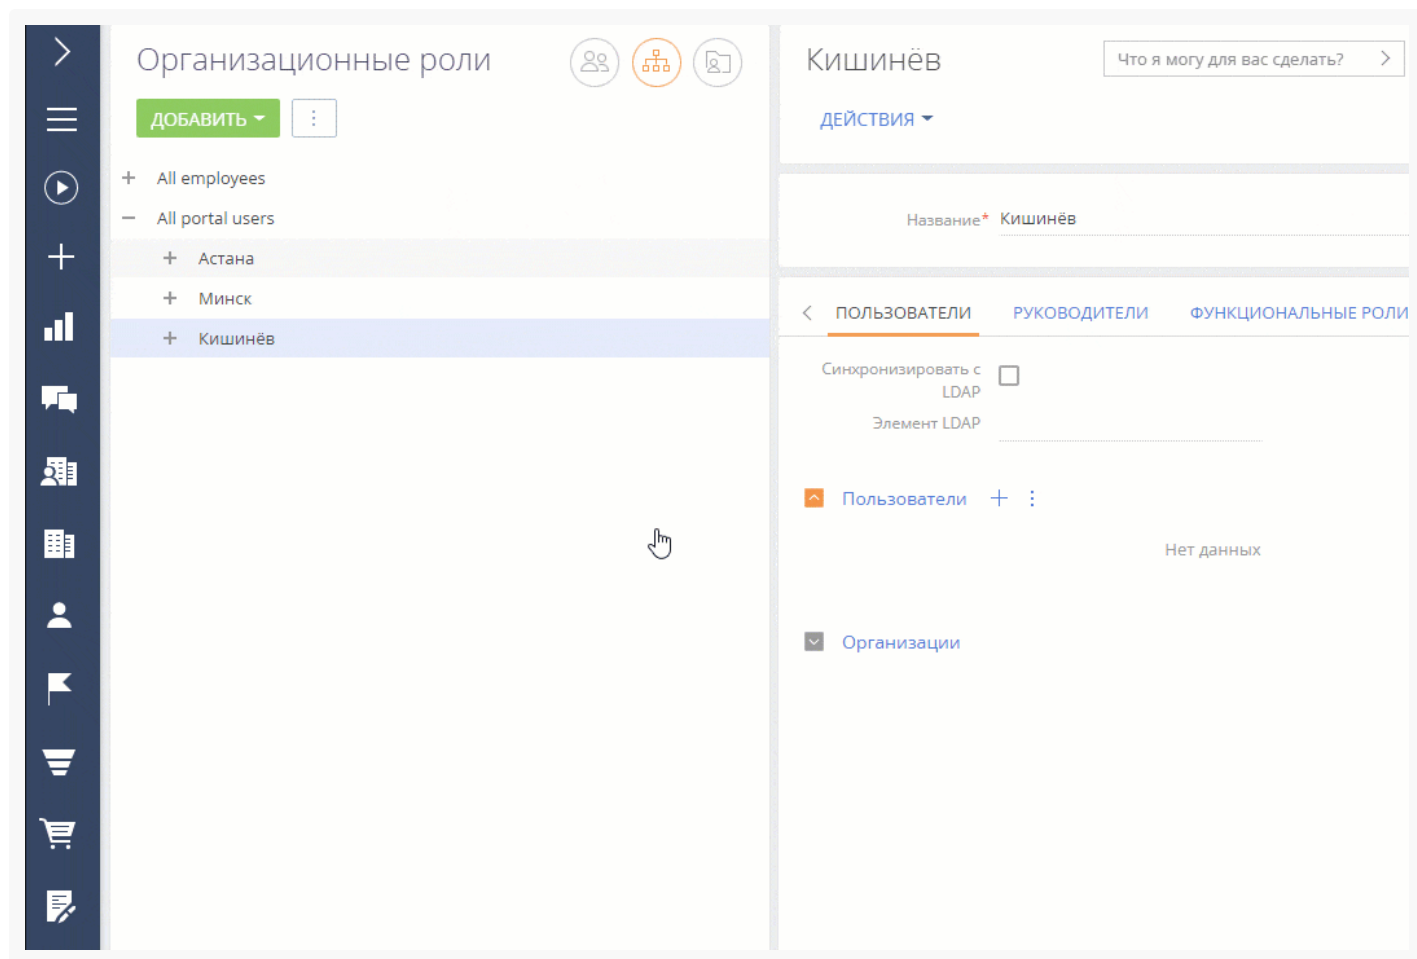 Организационные роли
ДОБАВИТЬ
All employees
All portal users
Астана
Минск
Кишинёв
Кишинёв
Что я могу для вас сделать?
ДЕЙСТВИЯ
Название* Кишинёв
ПОЛЬЗОВАТЕЛИ РУКОВОДИТЕЛИ ФУНКЦИОНАЛЬНЫЕ РОЛИ
Синхронизировать с
LDAP
Элемент LDAP
Пользователи
Нет данных
Организации